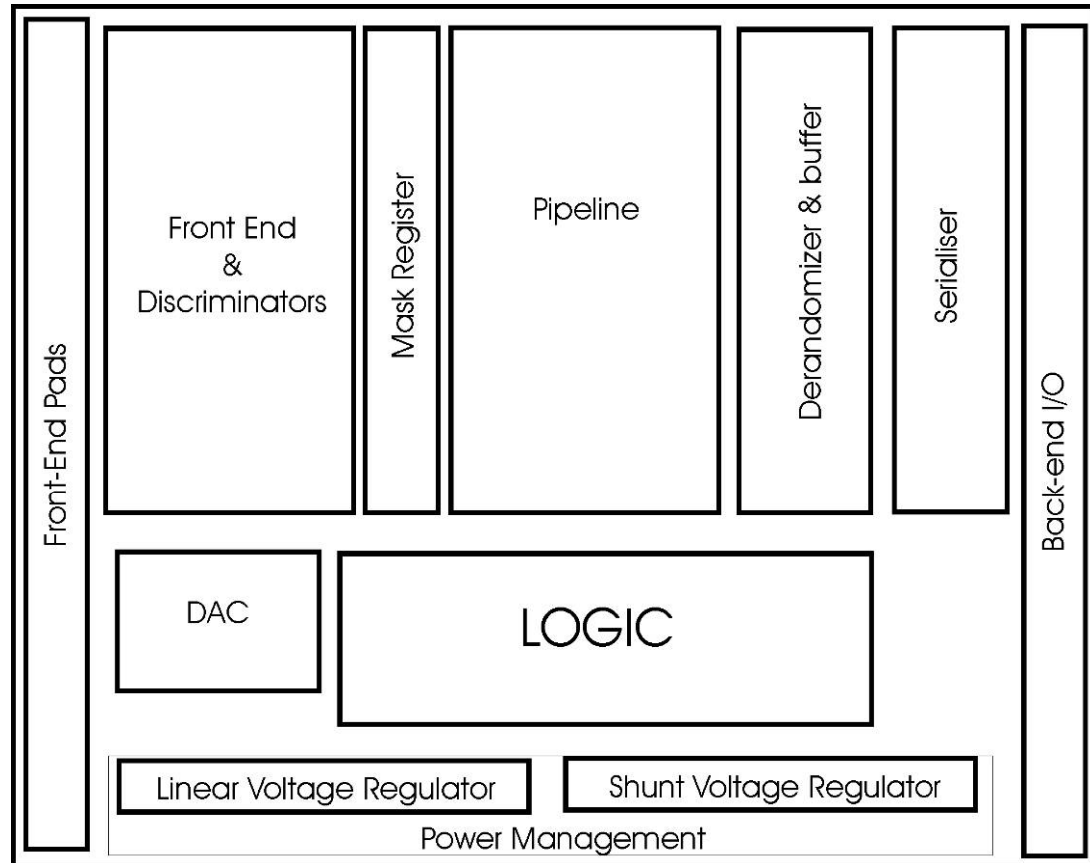 Front-End Pads
Front End
&
Discriminators
Mask Register
Pipeline
Derandomizer & buffer
Serialiser
Back-end I/O
DAC
LOGIC
Linear Voltage Regulator
Shunt Voltage Regulator
Power Management